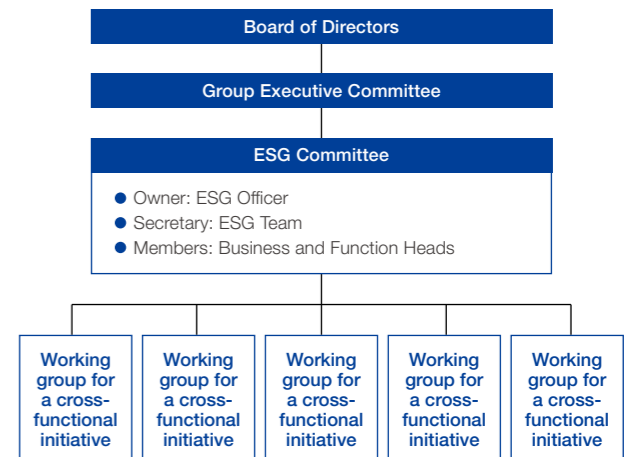 Board of Directors
Group Executive Committee
ESG Committee
● Owner: ESG Officer
● Secretary: ESG Team
● Members: Business and Function Heads
Working
group for
a cross-
functional
initiative
Working
group for
a cross-
functional
initiative
Working
group for
a cross-
functional
initiative
Working
group for
a cross-
functional
initiative
Working
group for
a cross-
functional
initiative